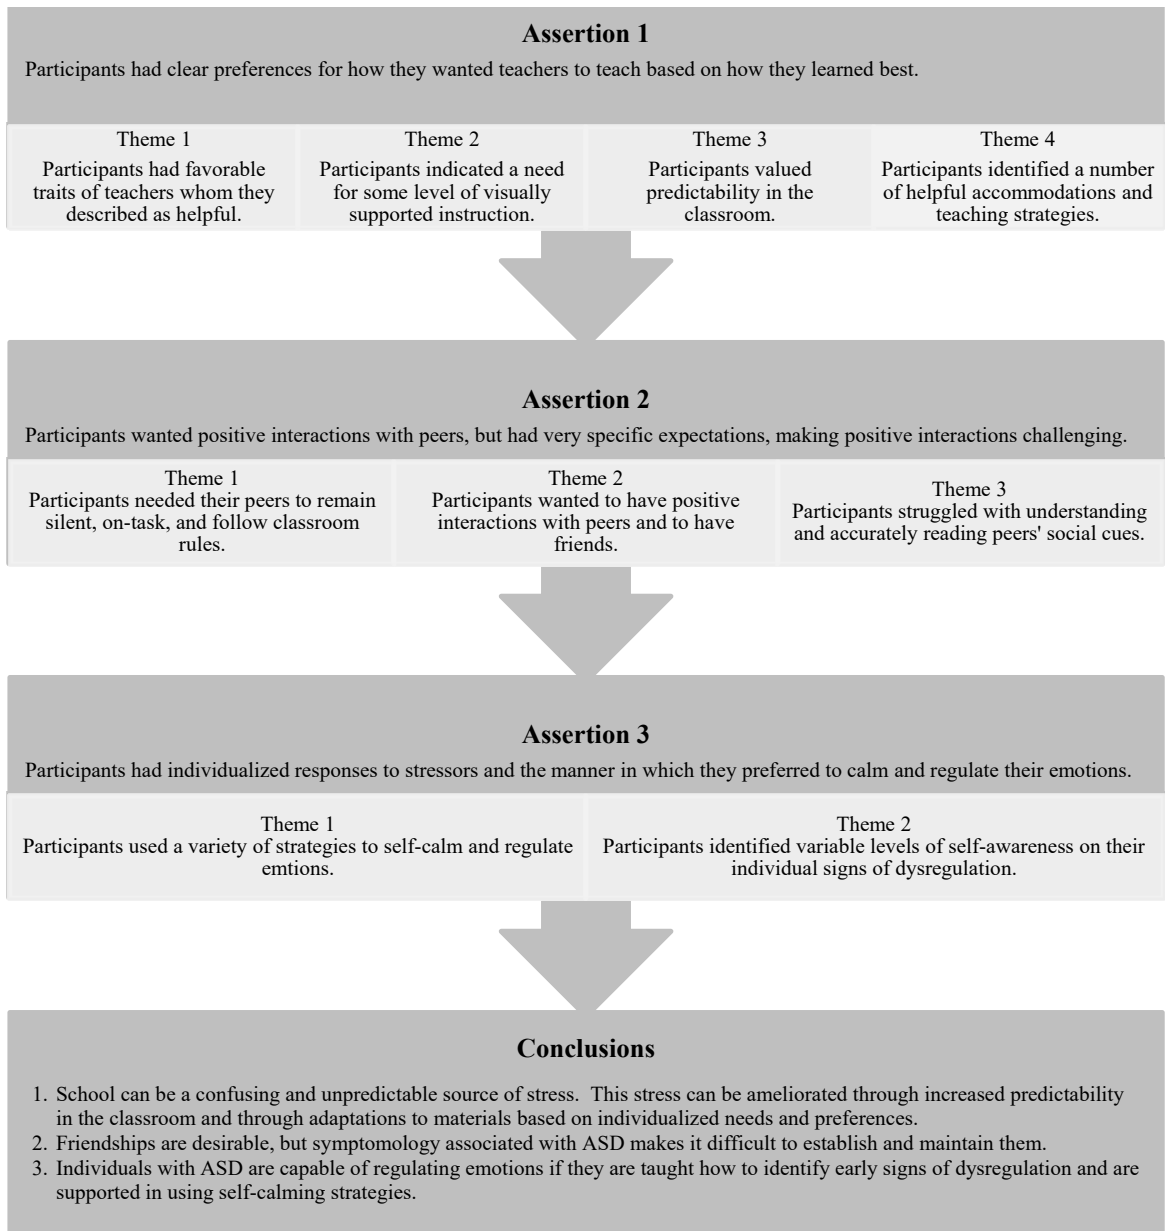 Assertion 1
Participants had clear preferences for how they wanted teachers to teach based on how they learned best.
Theme 1
Participants had favorable
traits of teachers whom they
described as helpful.
Theme 2
Participants indicated a need
for some level of visually
supported instruction.
Theme 3
Participants valued
predictability in the
classroom.
Theme 4
Participants identified a number
of helpful accommodations and
teaching strategies.
Assertion 2
Participants wanted positive interactions with peers, but had very specific expectations, making positive interactions challenging.
Theme 1
Participants needed their peers to remain
silent, on-task, and follow classroom
rules.
Theme 2
Participants wanted to have positive
interactions with peers and to have
friends.
Theme 3
Participants struggled with understanding
and accurately reading peers' social cues.
Assertion 3
Participants had individualized responses to stressors and the manner in which they preferred to calm and regulate their emotions.
Theme 1
Participants used a variety of strategies to self-calm and regulate
emtions.
Theme 2
Participants identified variable levels of self-awareness on their
individual signs of dysregulation.
Conclusions
1. School can be a confusing and unpredictable source of stress.  This stress can be ameliorated through increased predictability
in the classroom and through adaptations to materials based on individualized needs and preferences.
2. Friendships are desirable, but symptomology associated with ASD makes it difficult to establish and maintain them.
3. Individuals with ASD are capable of regulating emotions if they are taught how to identify early signs of dysregulation and are
supported in using self-calming strategies.